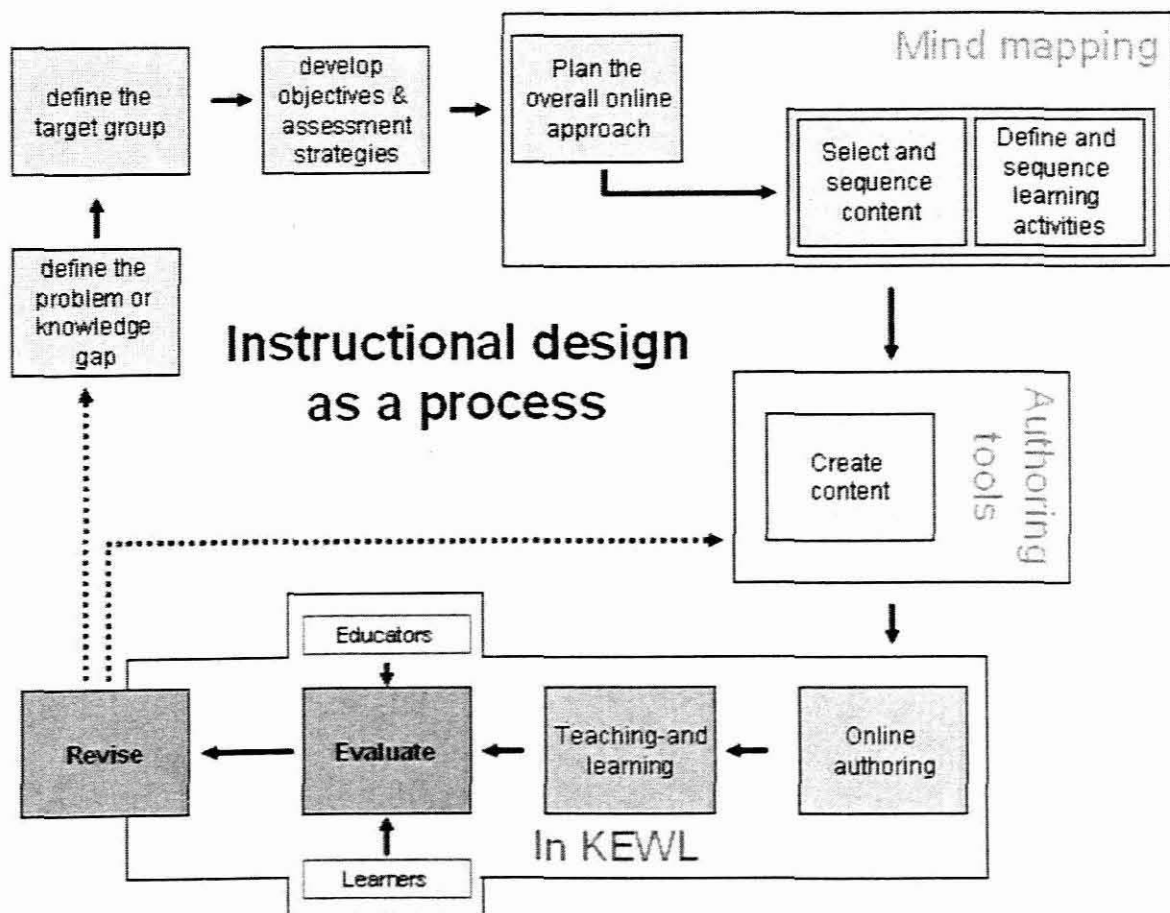 Mind mapping
define the
target group
develop
objectives &
assessment
strategies
Plan the
overall online
approach
Select and
sequence
content
Define and
sequence
learning
activities
define the
problem or
knowledge
gap
Instructional design
as a process
Create
content
Authoring
tools
Educators
Revise
Evaluate
Teaching-and
learning
Online
authoring
In KEWL
Learners